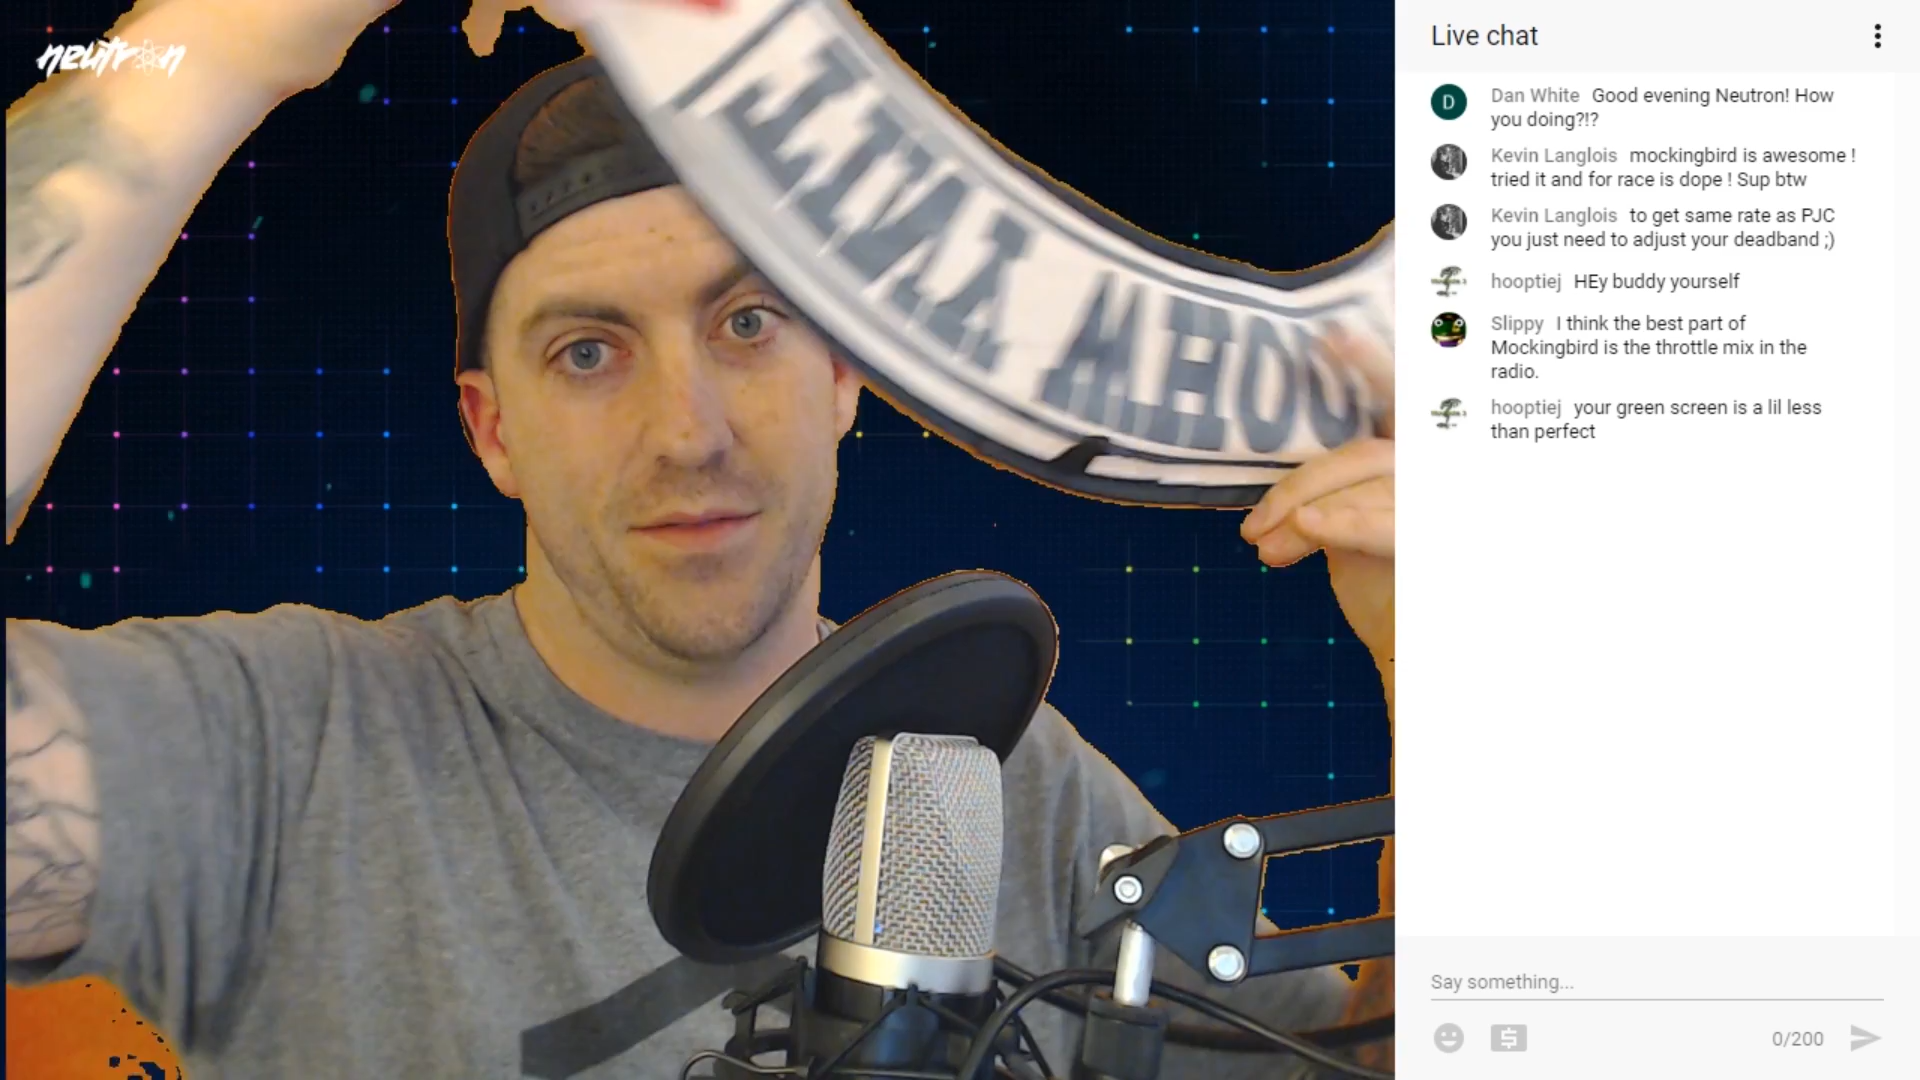 neutron
Live chat
Dan White Good evening Neutron! How
you doing?!?
Kevin Langlois mockingbird is awesome !
tried it and for race is dope ! Sup btw
Kevin Langlois to get same rate as PJC
you just need to adjust your deadband ;)
hooptiej HEy buddy yourself
Slippy I think the best part of
Mockingbird is the throttle mix in the
radio.
hooptiej your green screen is a lil less
than perfect
D
Say something...
0/200